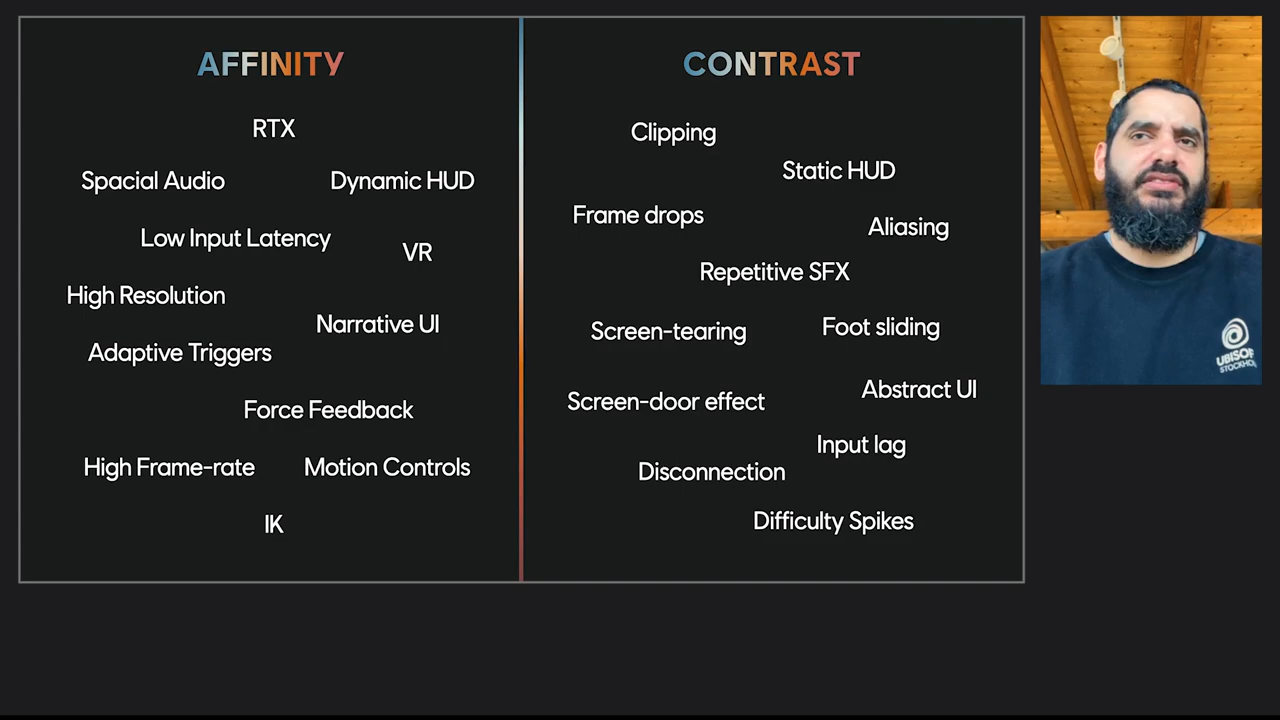 AFFINITY
RTX
Spacial Audio
Dynamic HUD
Low Input Latency
VR
High Resolution
Narrative UI
Adaptive Triggers
Force Feedback
High Frame-rate
Motion Controls
IK
CONTRAST
Clipping
Static HUD
Frame drops
Aliasing
Repetitive SFX
Screen-tearing
Foot sliding
Abstract UI
Screen-door effect
Input lag
Disconnection
Difficulty Spikes
UBISOF
STOCKHO